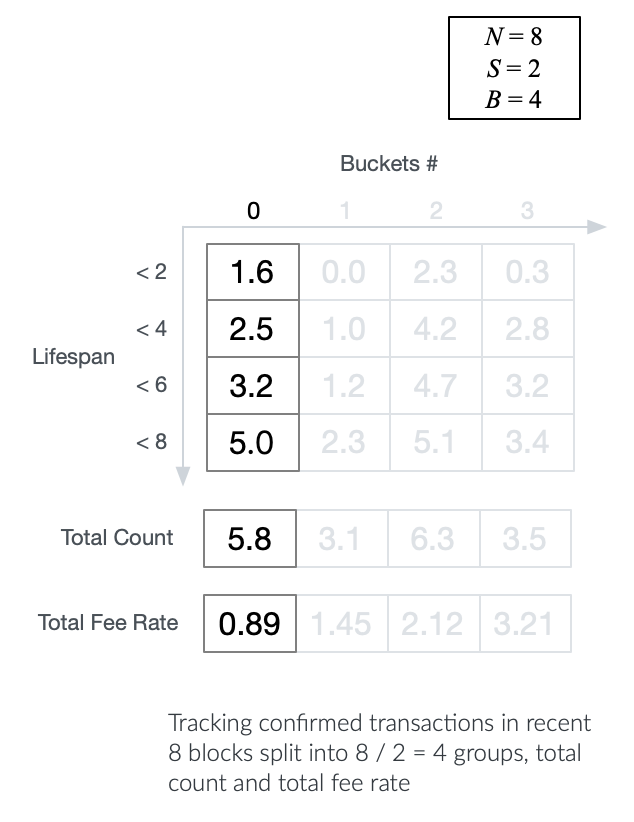 N = 8
S = 2
B = 4
Buckets #
0 1 2 3
< 2 1.6 0.0 2.3 0.3
< 4 2.5 1.0 4.2 2.8
Lifespan
< 6 3.2 1.2 4.7 3.2
< 8 5.0 2.3 5.1 3.4
Total Count 5.8 3.1 6.3 3.5
Total Fee Rate 0.89 1.45 2.12 3.21
Tracking confirmed transactions in recent
8 blocks split into 8 / 2 = 4 groups, total
count and total fee rate